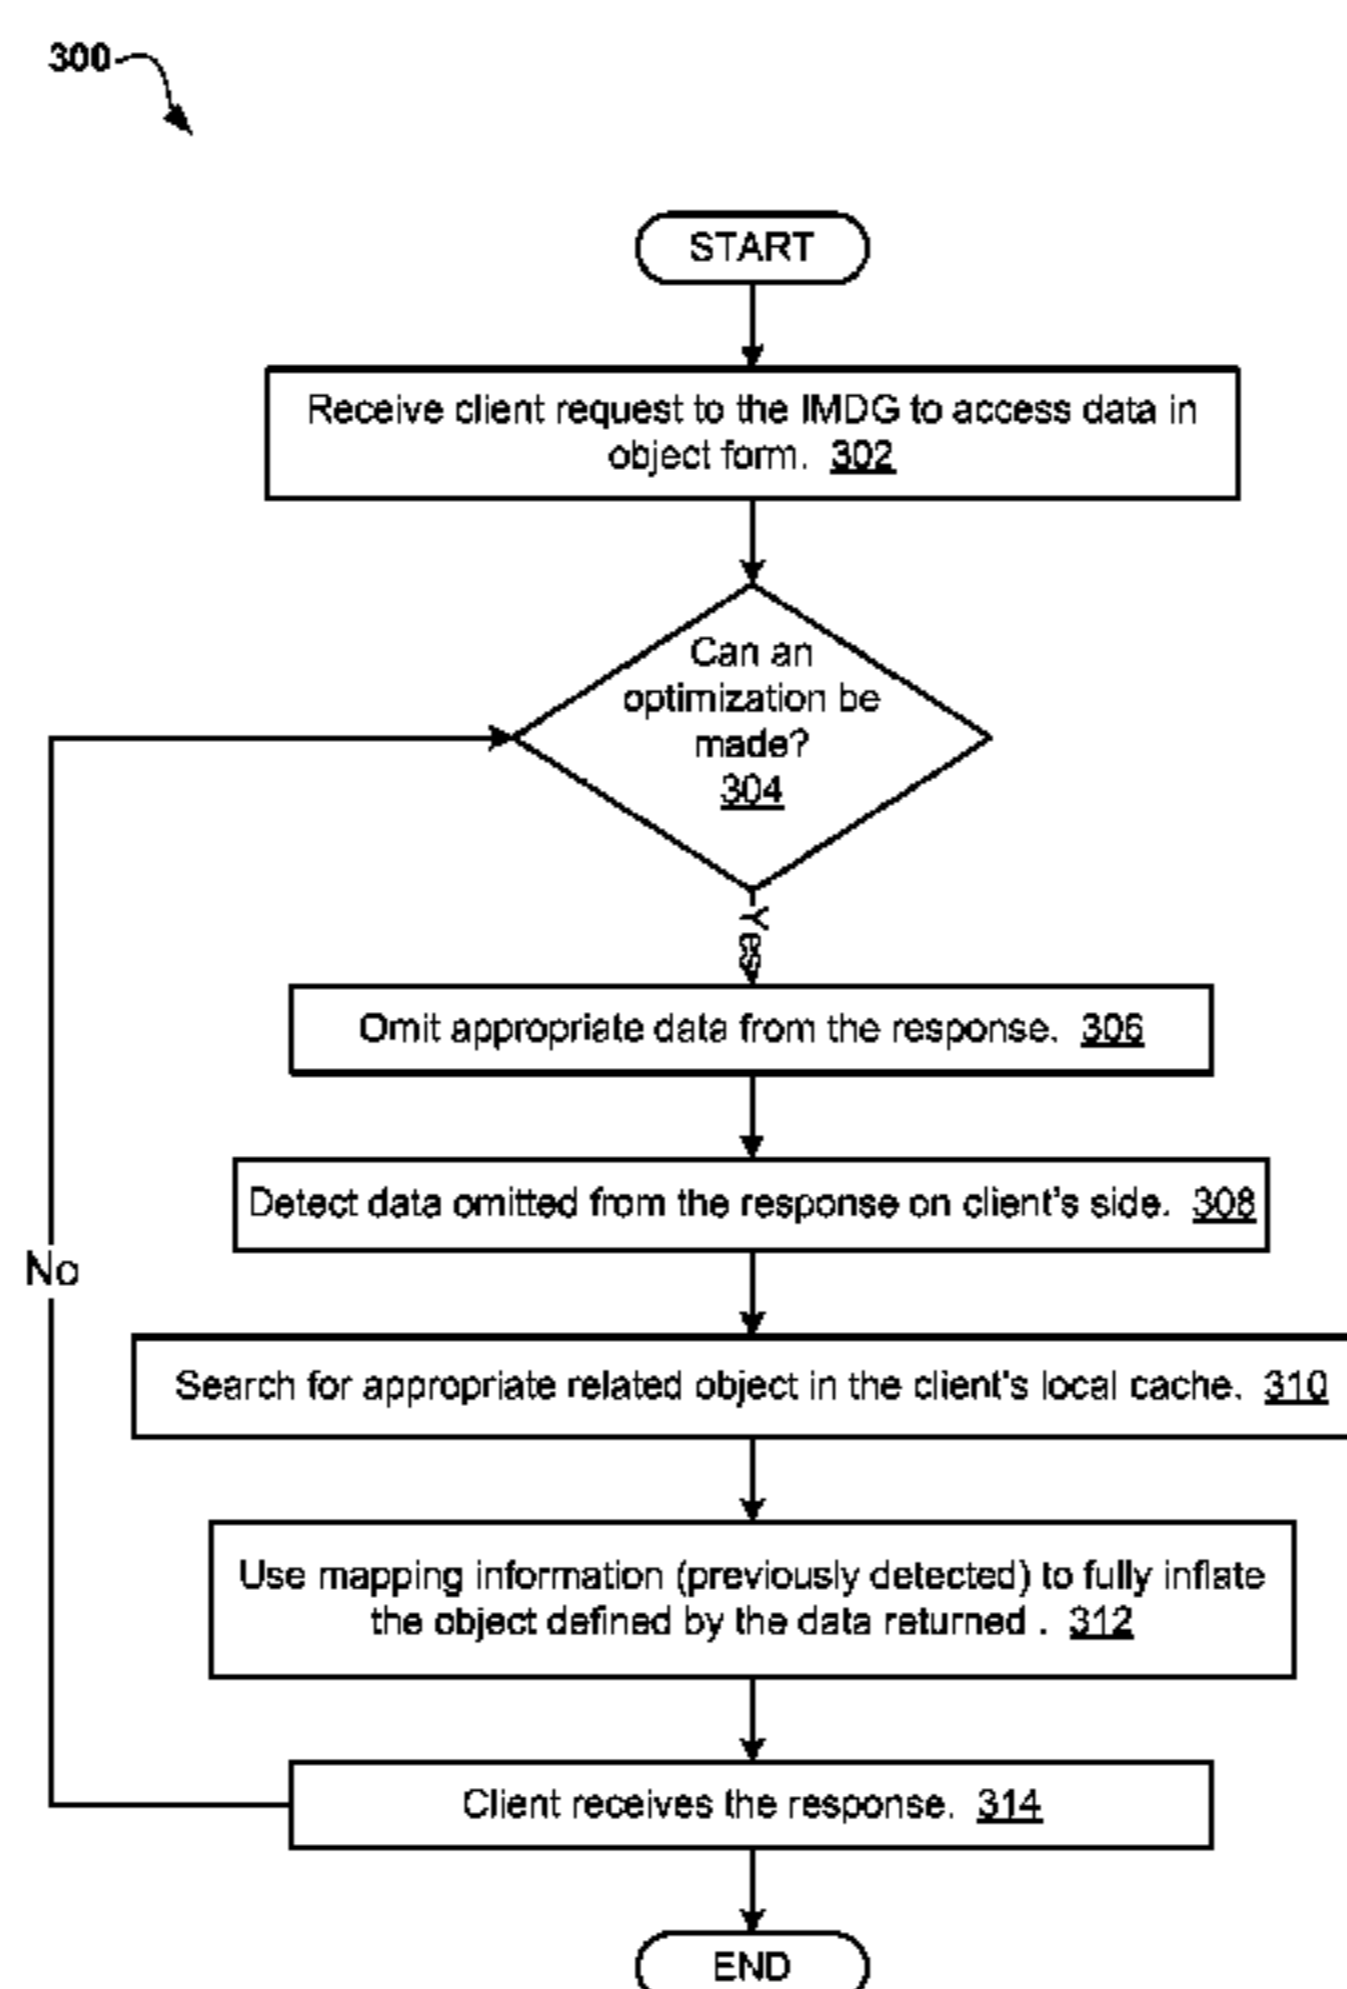 300
START
Receive client request to the IMDG to access data in
object form. 302
Can an
optimization be
made?
304
Yes
Omit appropriate data from the response. 306
Detect data omitted from the response on client's side. 308
No
Search for appropriate related object in the client's local cache. 310
Use mapping information (previously detected) to fully inflate
the object defined by the data returned . 312
Client receives the response. 314
END